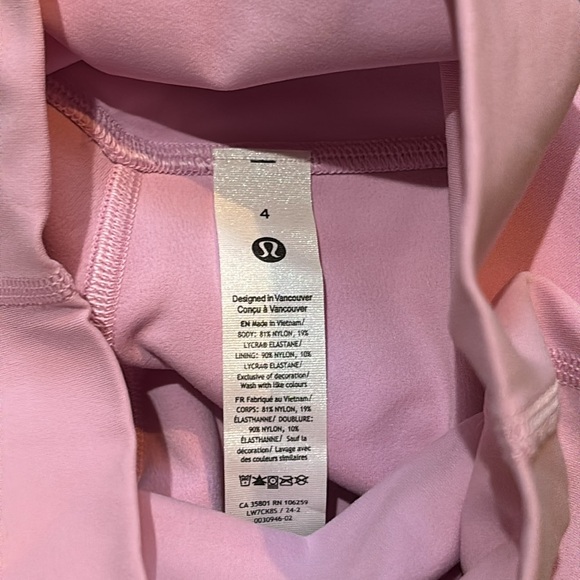 4
Designed in Vancouver
Conçu à Vancouver
EN Made in Vietnam/
BODY: 81% NYLON, 19%
LYCRA® ELASTANE/
LINING: 90% NYLON, 10%
LYCRA® ELASTANE/
Exclusive of decoration/
Wash with like colours
FR Fabriqué au Vietnam/
CORPS: 81% NYLON, 19%
ÉLASTHANNE/ DOUBLURE:
90% NYLON, 10%
ÉLASTHANNE/ Sauf la
décoration/ Lavage avec
des couleurs similaires
CA 35801 RN 106259
LW7CK8S / 24-2
0030946-02